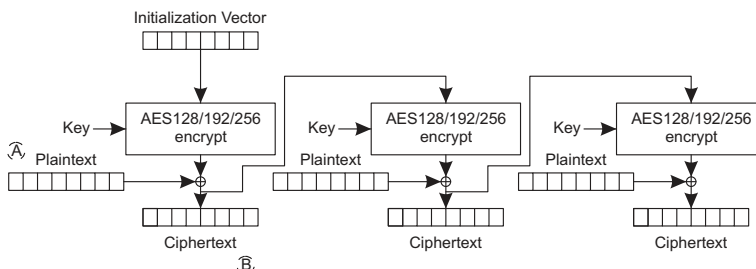 Initialization Vector
Key
AES128/192/256
encrypt
Key
AES128/192/256
encrypt
Key
AES128/192/256
encrypt
A
Plaintext
Plaintext
Plaintext
Ciphertext
Ciphertext
Ciphertext
B